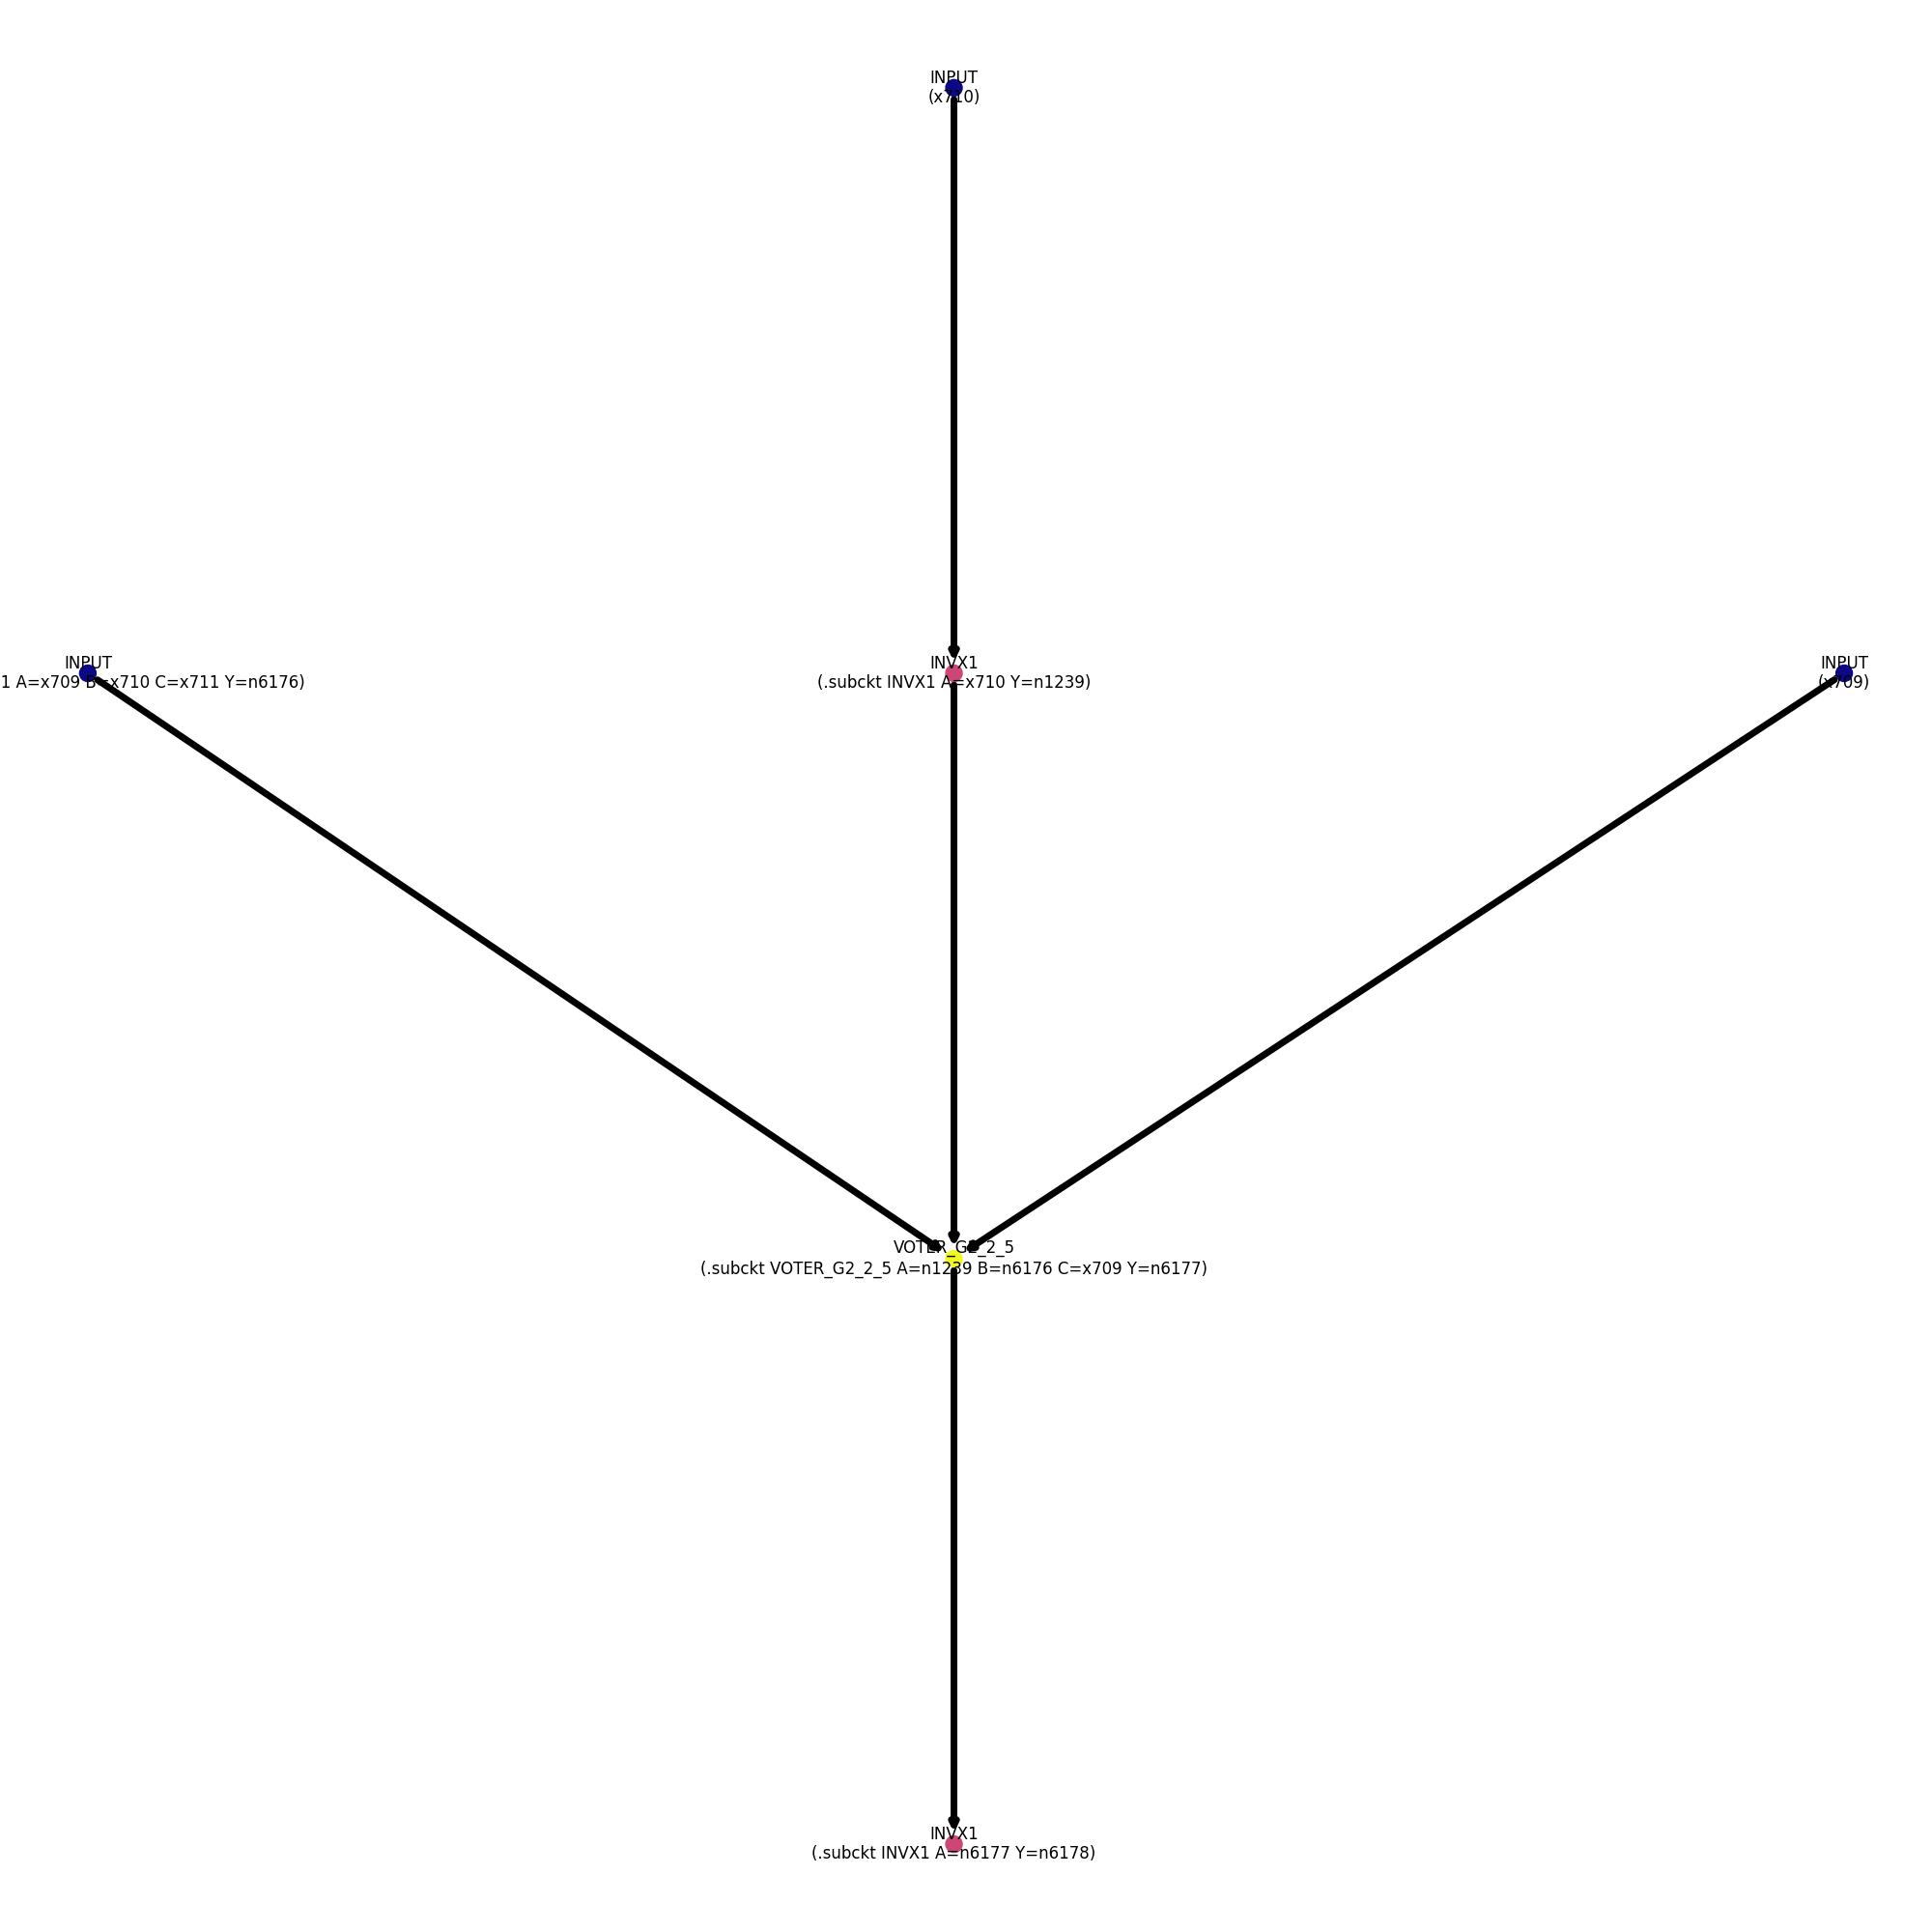 INPUT
(x710)
INPUT
1 A=x709 B=x710 C=x711 Y=n6176)
INVX1
(.subckt INVX1 A=x710 Y=n1239)
INPUT
(x709)
VOTER_G2_2_5
(.subckt VOTER_G2_2_5 A=n1239 B=n6176 C=x709 Y=n6177)
INVX1
(.subckt INVX1 A=n6177 Y=n6178)